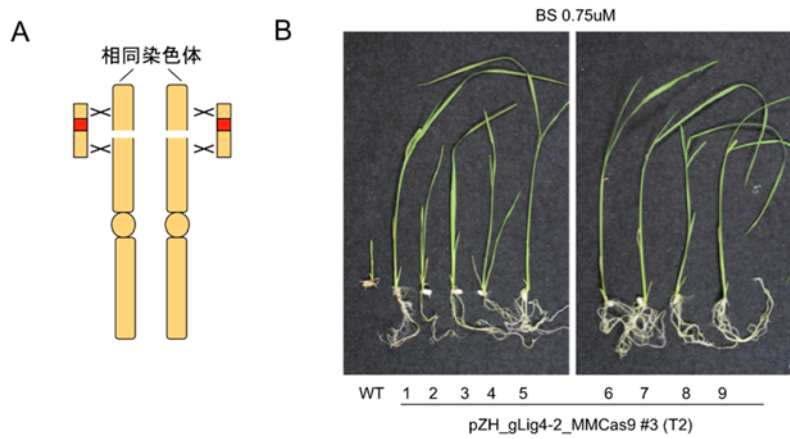 A
相同染色体
B
BS 0.75uM
WT 1 2 3 4 5 6 7 8 9
pZH_gLig4-2_MMCas9 #3 (T2)